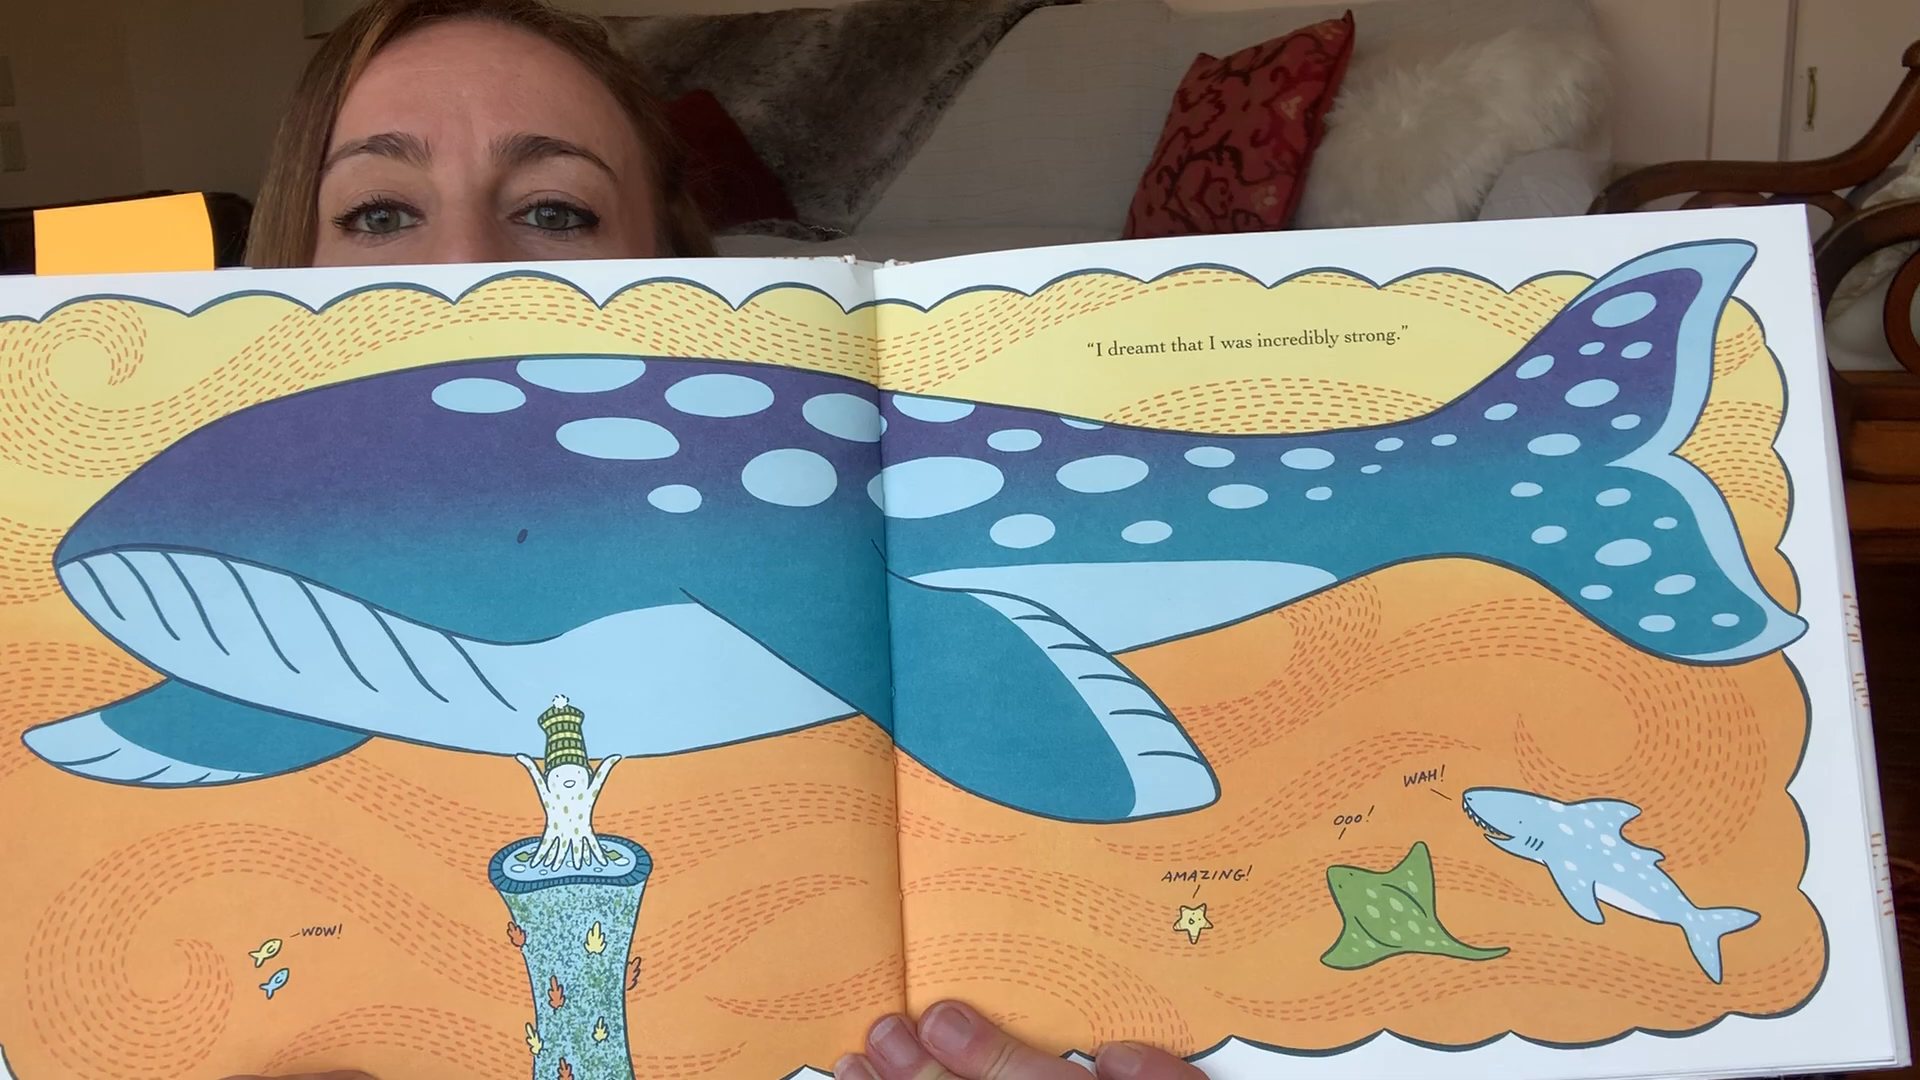 “I dreamt that I was incredibly strong.”
WOW!
AMAZING!
OOO!
WAH!